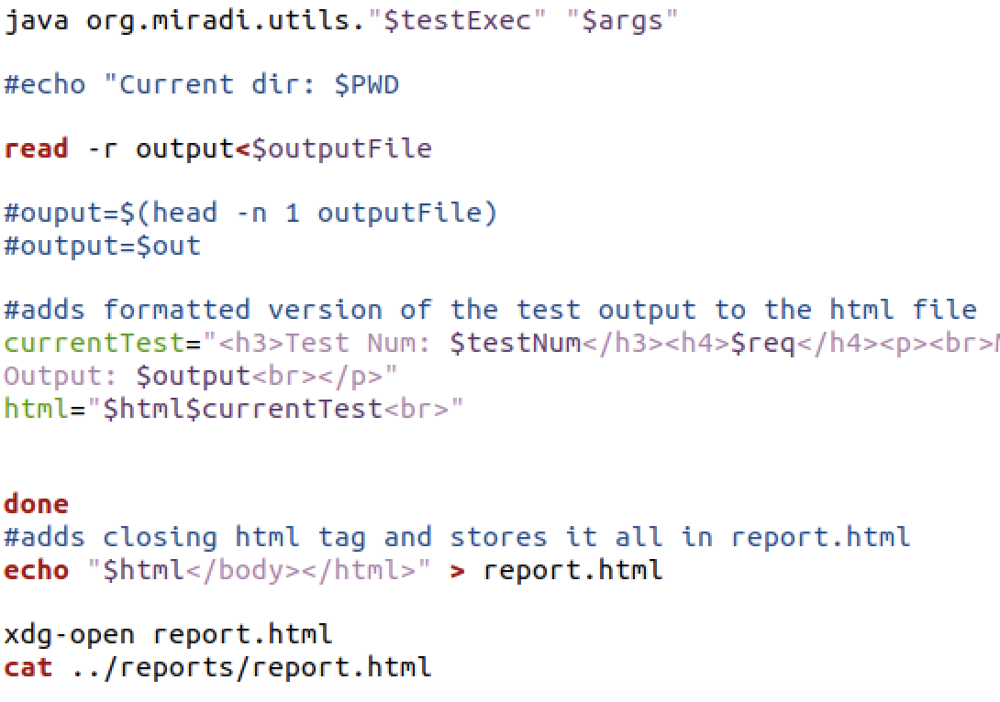 java org.miradi.utils."$testExec" "$args"
#echo "Current dir: $PWD
read -r output<$outputFile
#ouput=$(head -n 1 outputFile)
#output=$out
#adds formatted version of the test output to the html file
currentTest="<h3>Test Num: $testNum</h3><h4>$req</h4><p><br>
Output: $output<br></p>"
html="$html$currentTest<br>"
done
#adds closing html tag and stores it all in report.html
echo "$html</body></html>" > report.html
xdg-open report.html
cat ../reports/report.html